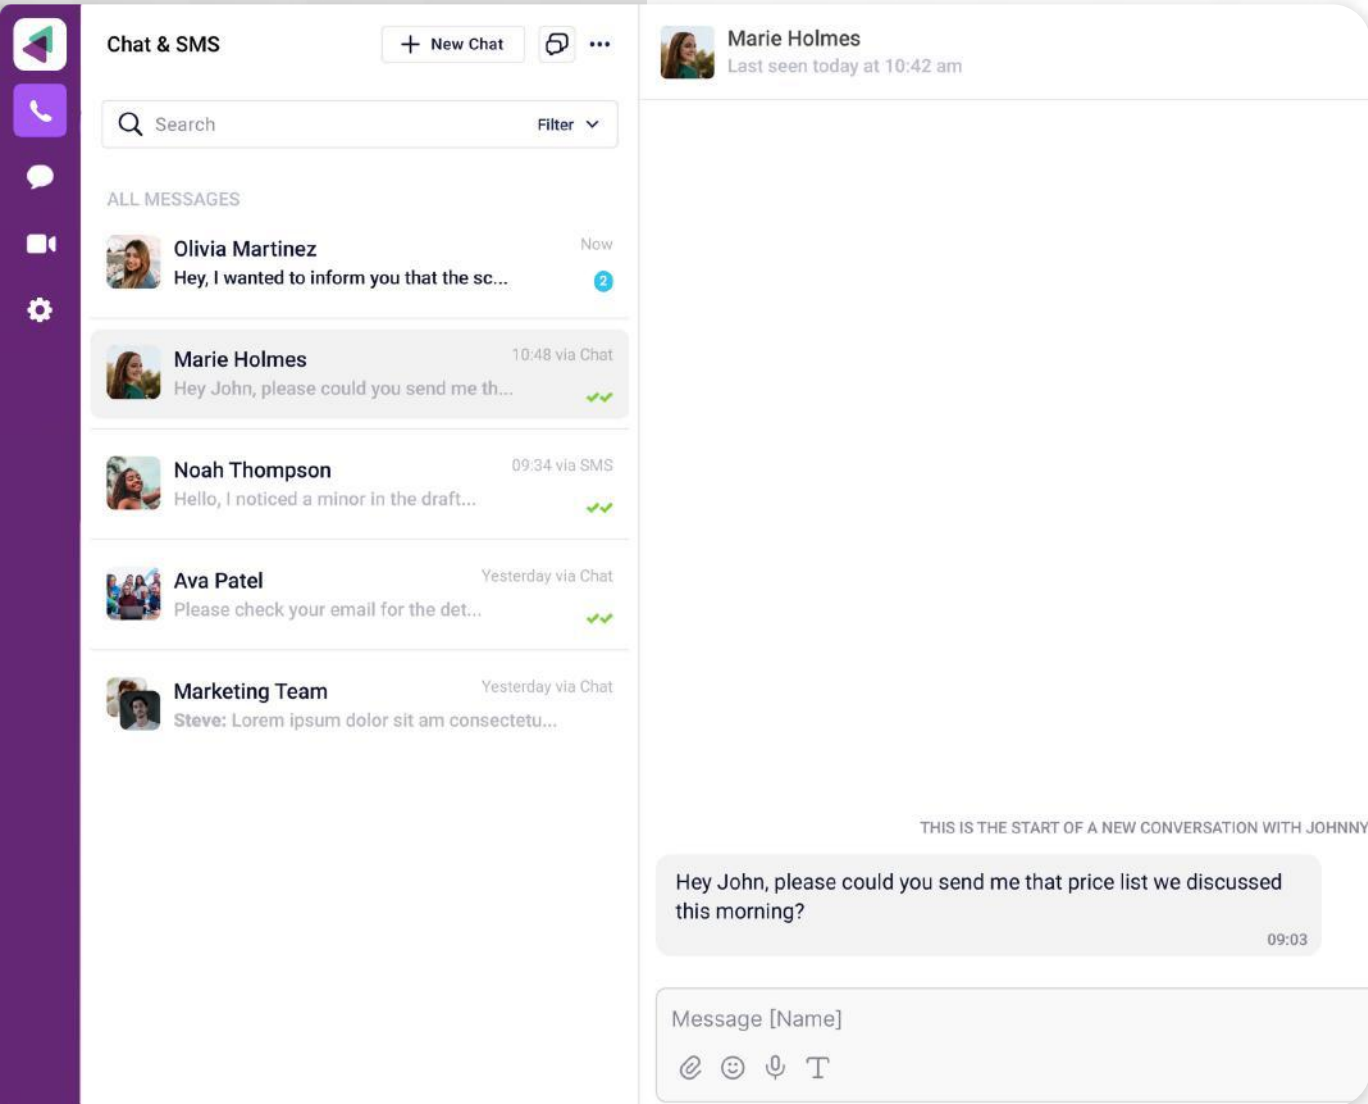 Chat & SMS
New Chat
Search
Filter
ALL MESSAGES
Olivia Martinez
Now
Hey, I wanted to inform you that the sc...
2
Marie Holmes
10:48 via Chat
Hey John, please could you send me th...
Noah Thompson
09:34 via SMS
Hello, I noticed a minor in the draft...
Ava Patel
Yesterday via Chat
Please check your email for the det...
Marketing Team
Yesterday via Chat
Steve: Lorem ipsum dolor sit am consectetu...
Marie Holmes
Last seen today at 10:42 am
THIS IS THE START OF A NEW CONVERSATION WITH JOHNNY
Hey John, please could you send me that price list we discussed
this morning?
09:03
Message [Name]